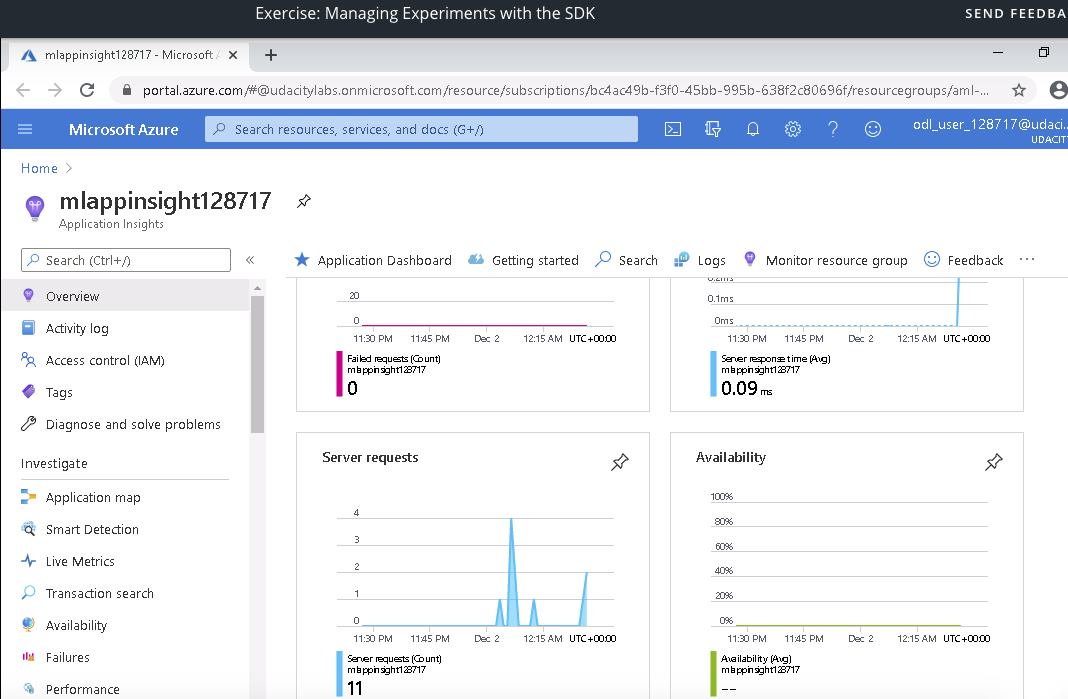 Exercise: Managing Experiments with the SDK
SEND FEEDBA
mlappinsight128717 - Microsoft A
portal.azure.com/#@udacitylabs.onmicrosoft.com/resource/subscriptions/bc4ac49b-f3f0-45bb-995b-638f2c80696f/resourcegroups/aml-...
Microsoft Azure
Search resources, services, and docs (G+/)
odl_user_128717@udaci...
UDACIT
Home
mlappinsight128717
Application Insights
Search (Ctrl+/)
Application Dashboard
Getting started
Search
Logs
Monitor resource group
Feedback
Overview
Activity log
Access control (IAM)
Tags
Diagnose and solve problems
Investigate
Application map
Smart Detection
Live Metrics
Transaction search
Availability
Failures
Performance
20
0
11:30 PM 11:45 PM Dec 2 12:15 AM UTC+00:00
Failed requests (Count)
mlappinsight128717
0
0.2ms
0.1ms
0ms
11:30 PM 11:45 PM Dec 2 12:15 AM UTC+00:00
Server response time (Avg)
mlappinsight128717
0.09 ms
Server requests
4
3
2
1
0
11:30 PM 11:45 PM Dec 2 12:15 AM UTC+00:00
Server requests (Count)
mlappinsight128717
11
Availability
100%
80%
60%
40%
20%
0%
11:30 PM 11:45 PM Dec 2 12:15 AM UTC+00:00
Availability (Avg)
mlappinsight128717
--